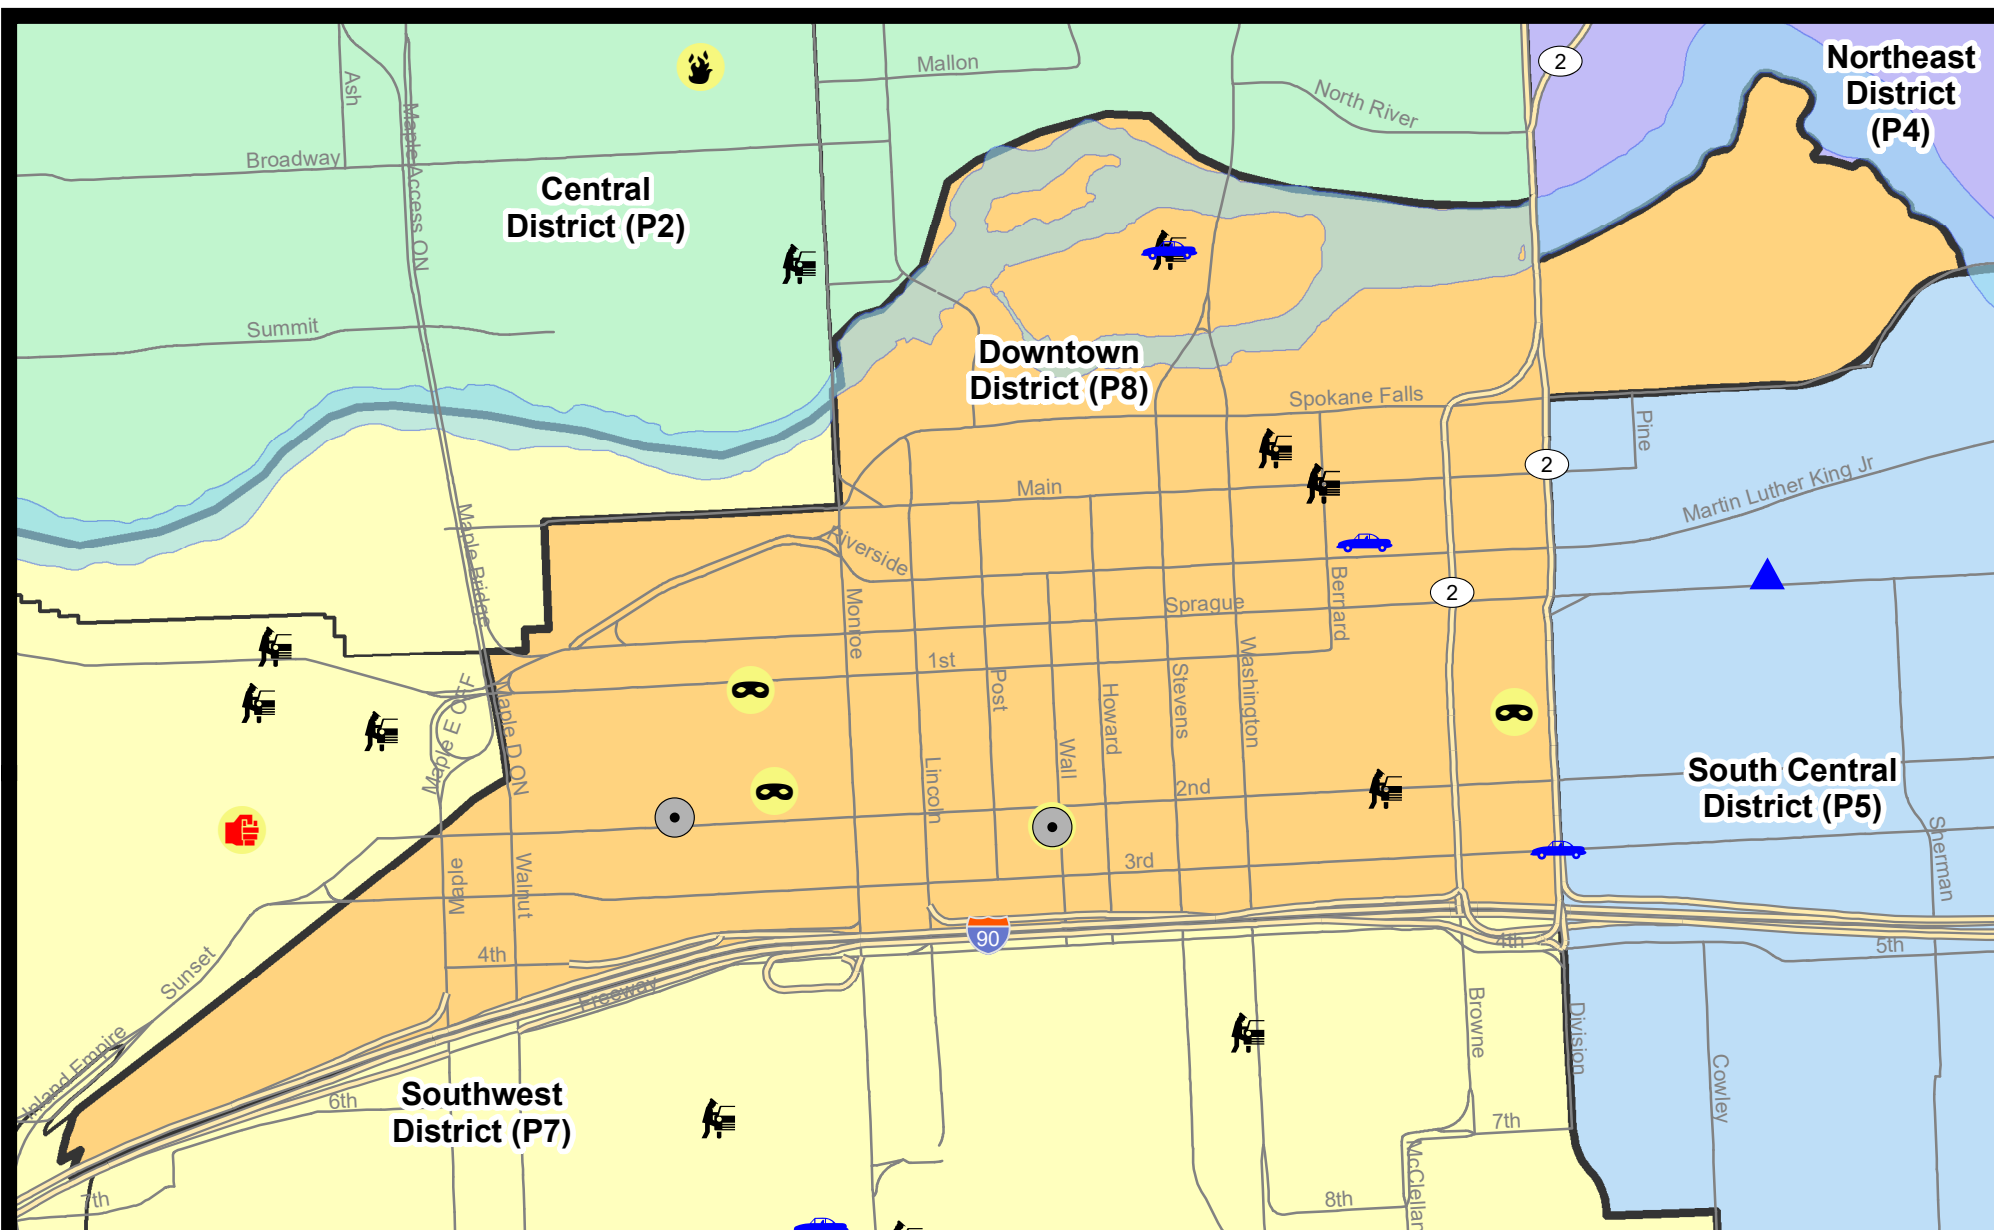 2
Northeast
District
(P4)
Mallon
Ash
North River
Maple Access ON
Broadway
Central
District (P2)
Summit
Downtown
District (P8)
Spokane Falls
Pine
2
Main
Martin Luther King Jr
Maple Bridge
Riverside
Bernard
2
Monroe
Sprague
1st
Washington
Post
Stevens
Howard
Maple E OFF
Maple D ON
Wall
Lincoln
2nd
South Central
District (P5)
Sherman
3rd
Maple
Walnut
90
4th
5th
4th
Sunset
Freeway
Browne
Division
Inland Empire
Cowley
6th
Southwest
District (P7)
7th
McClellan
7th
8th